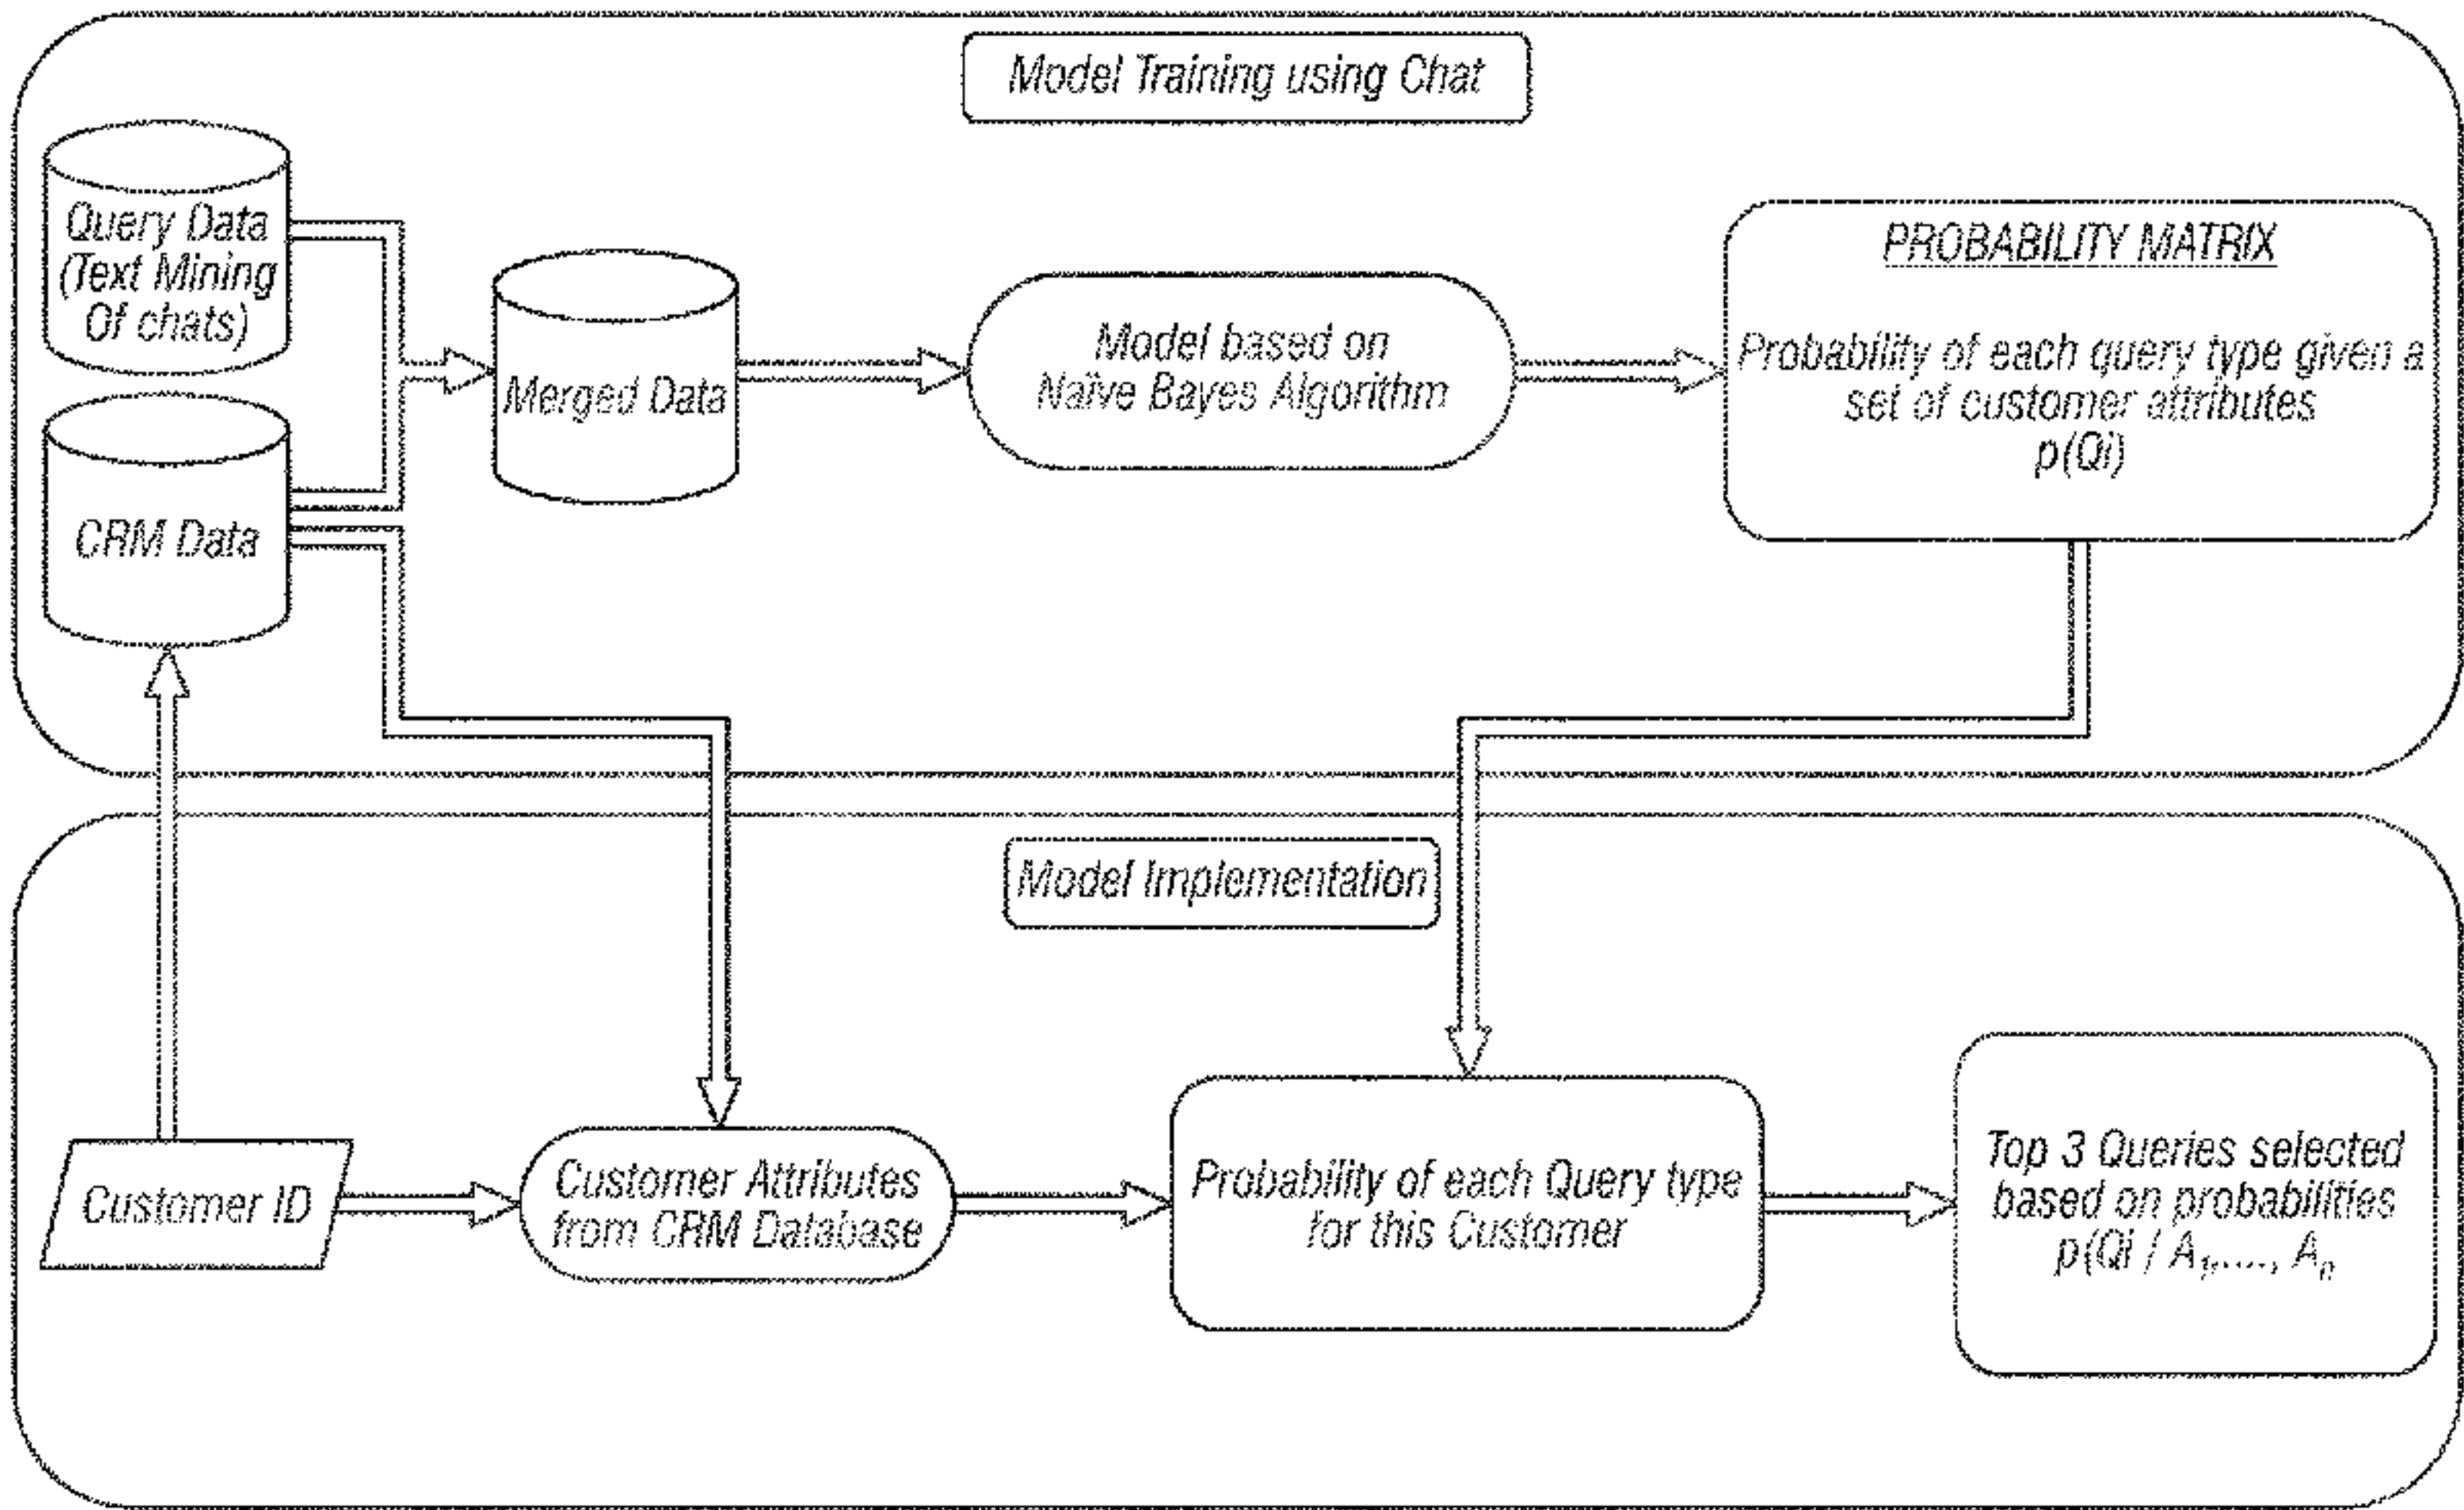 Model Training using Chat
Query Data
(Text Mining
Of chats)
CRM Data
Merged Data
Model based on
Naïve Bayes Algorithm
PROBABILITY MATRIX
Probability of each query type given a
set of customer attributes
p(Qi)
Model Implementation
Customer ID
Customer Attributes
from CRM Database
Probability of each Query type
for this Customer
Top 3 Queries selected
based on probabilities
p(Qi / A₁,...., Aₙ